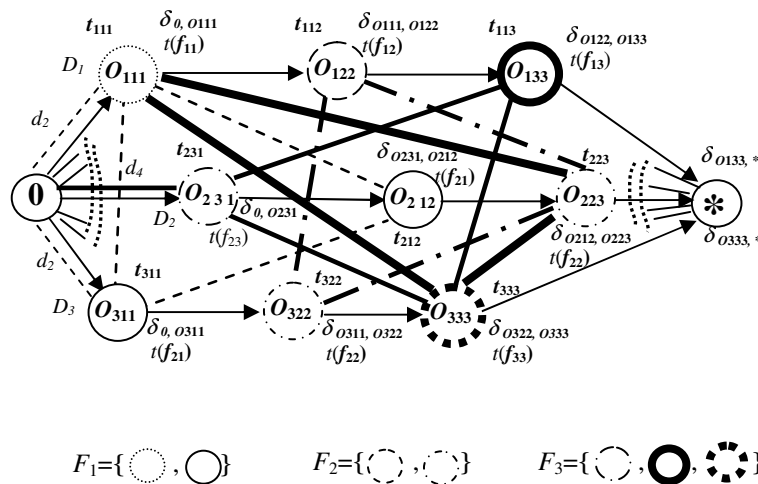 t111 δ0, O111 t112 δO111, O122 t113 δO122, O133
t(f11) t(f12) t(f13)
D1 O111 O122 O133
d2 d4 t231 δO231, O212 t223 δO133, *
t(f21)
0 O231 δ0, O231 O212 O223 *
D2 t(f23) t212 δO212, O223 δO333, *
t(f22)
d2 t311 t322 t333
D3 O311 O322 O333
δ0, O311 δO311, O322 δO322, O333
t(f21) t(f22) t(f33)
F1={ , } F2={ , } F3={ , , }